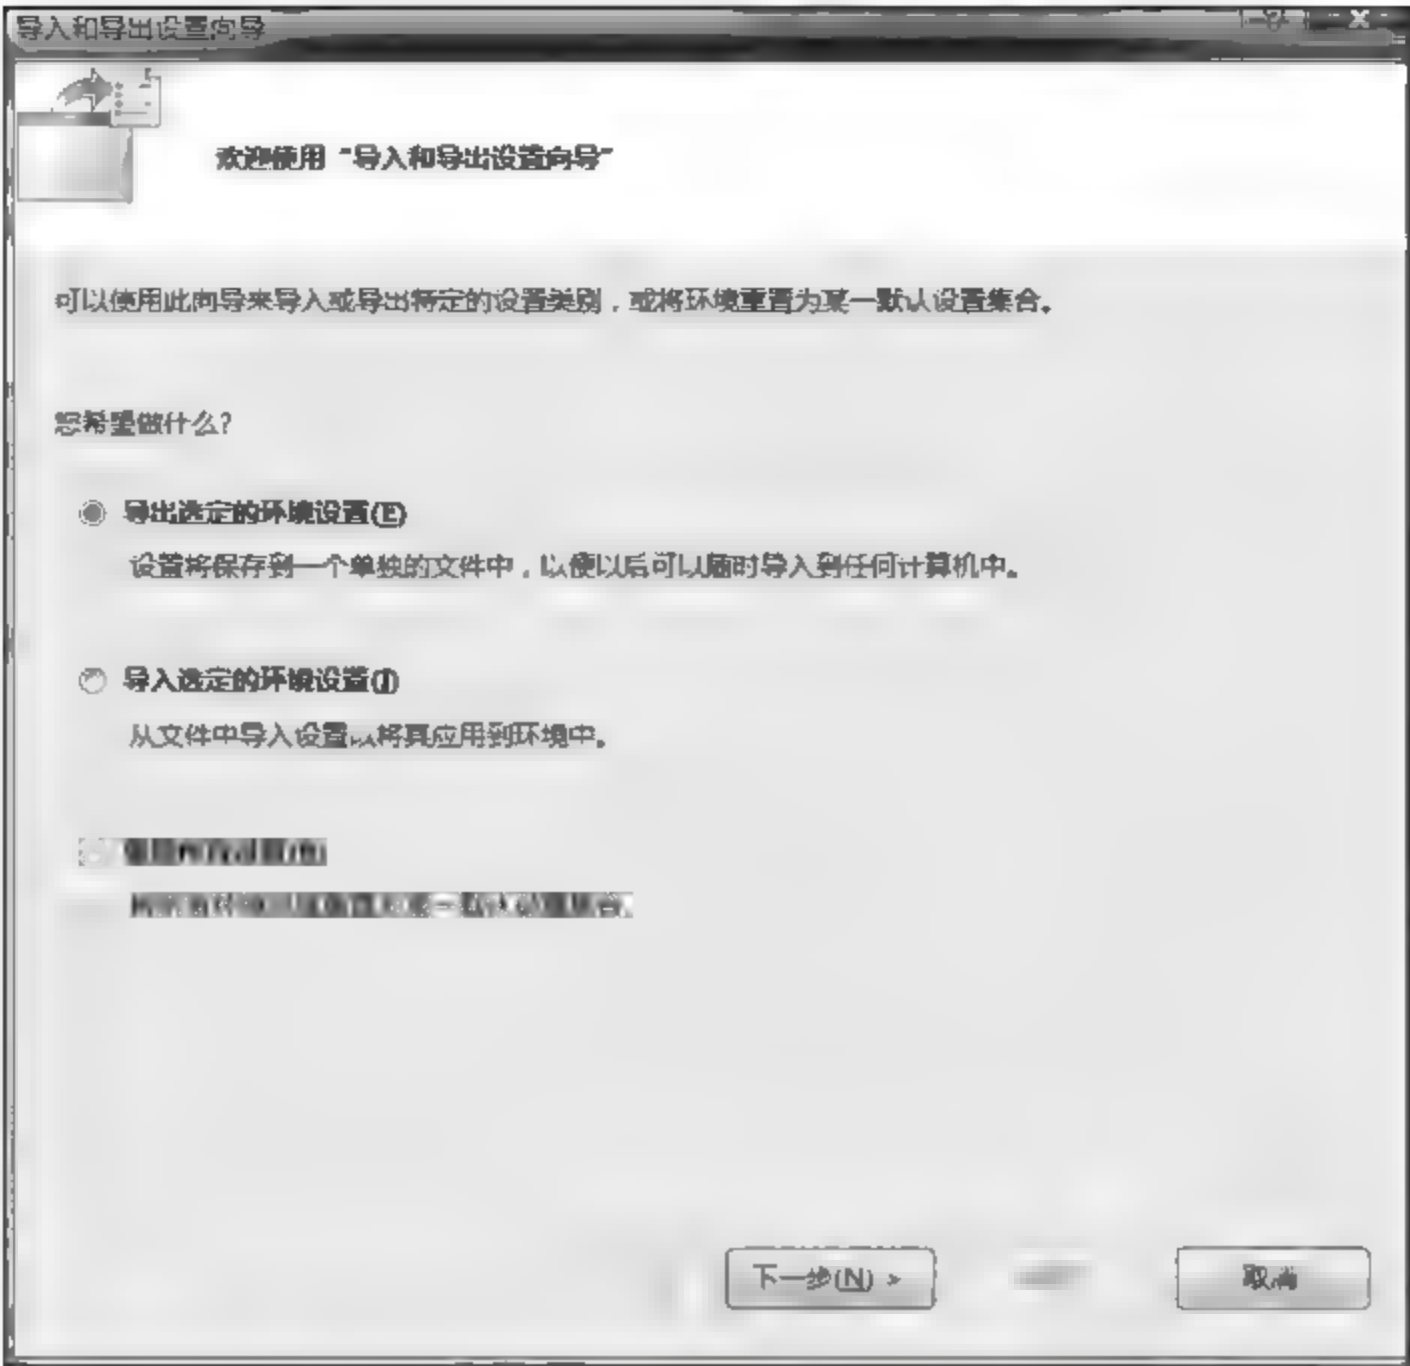 导入和导出设置向导
欢迎使用“导入和导出设置向导”
可以使用此向导来导入或导出特定的设置类别，或将环境重置为某一默认设置集合。
您希望做什么?
导出选定的环境设置(E)
设置将保存到一个单独的文件中，以便以后可以随时导入到任何计算机中。
导入选定的环境设置(I)
从文件中导入设置以将其应用到环境中。
下一步(N) >
取消